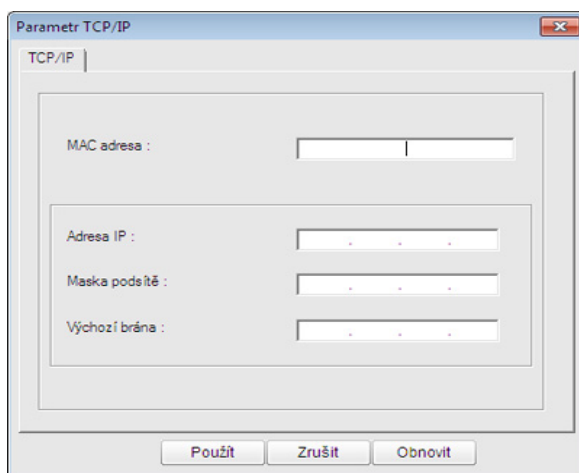 Parametr TCP/IP
TCP/IP
MAC adresa :
Adresa IP : . . .
Maska podsítě : . . .
Výchozí brána : . . .
Použít Zrušit Obnovit